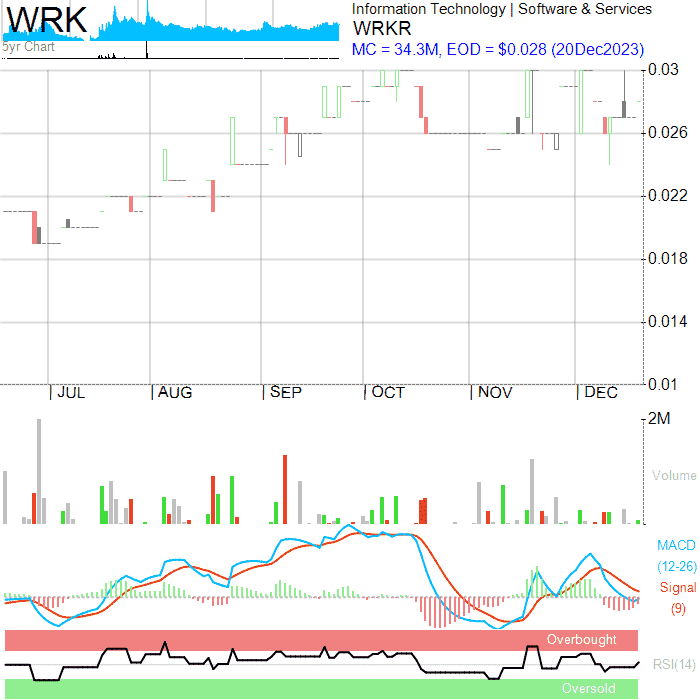 WRK
5yr Chart
Information Technology | Software & Services
WRKR
MC = 34.3M, EOD = $0.028 (20Dec2023)
0.03
0.026
0.022
0.018
0.014
0.01
JUL AUG SEP OCT NOV DEC
2M
Volume
MACD
(12-26)
Signal
(9)
Overbought
RSI(14)
Oversold